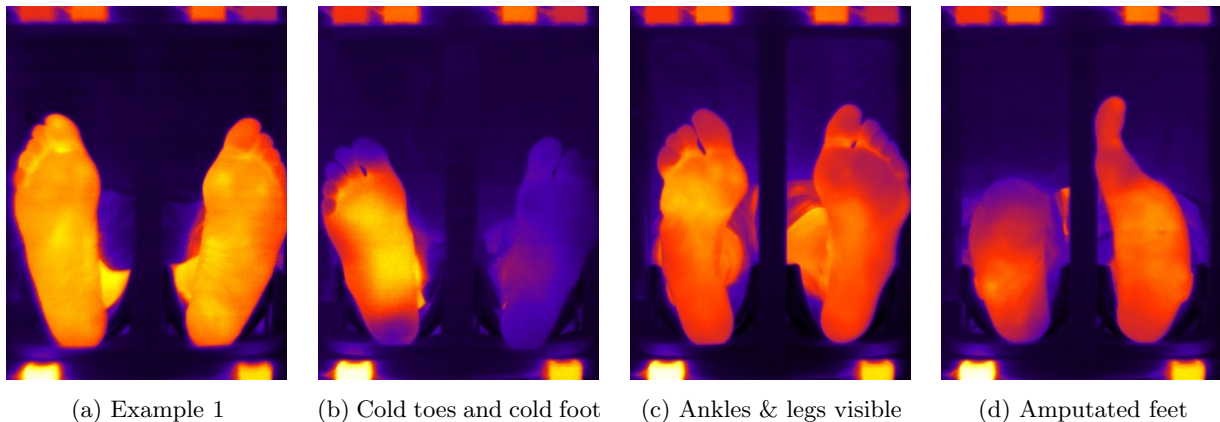 (a) Example 1
(b) Cold toes and cold foot
(c) Ankles & legs visible
(d) Amputated feet